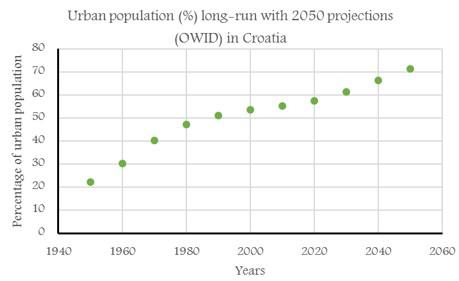 Urban population (%) long-run with 2050 projections
(OWID) in Croatia
Percentage of urban population
80
70
60
50
40
30
20
10
0
1940 1960 1980 2000 2020 2040 2060
Years